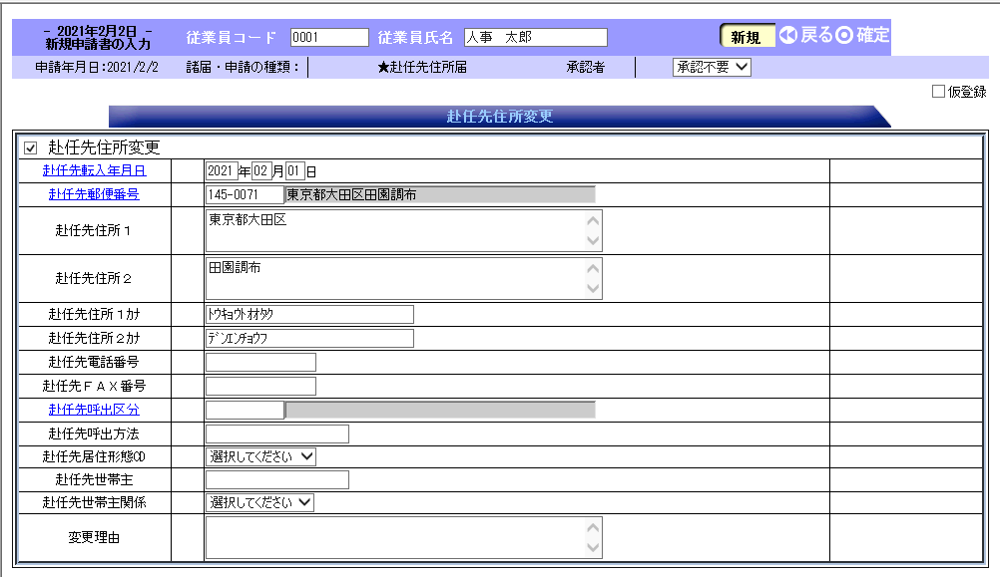 - 2021年2月2日 -
新規申請書の入力
従業員コード 0001 従業員氏名 人事 太郎 新規 戻る 確定
申請年月日:2021/2/2 諸届・申請の種類： ★赴任先住所届 承認者 承認不要
仮登録
赴任先住所変更
赴任先住所変更
赴任先転入年月日 2021 年 02 月 01 日
赴任先郵便番号 145-0071 東京都大田区田園調布
赴任先住所１ 東京都大田区
赴任先住所２ 田園調布
赴任先住所１ｶﾅ ﾄｳｷｮｳﾄｵｵﾀｸ
赴任先住所２ｶﾅ ﾃﾞﾝｴﾝﾁｮｳﾌ
赴任先電話番号
赴任先ＦＡＸ番号
赴任先呼出区分
赴任先呼出方法
赴任先居住形態CD 選択してください
赴任先世帯主
赴任先世帯主関係 選択してください
変更理由